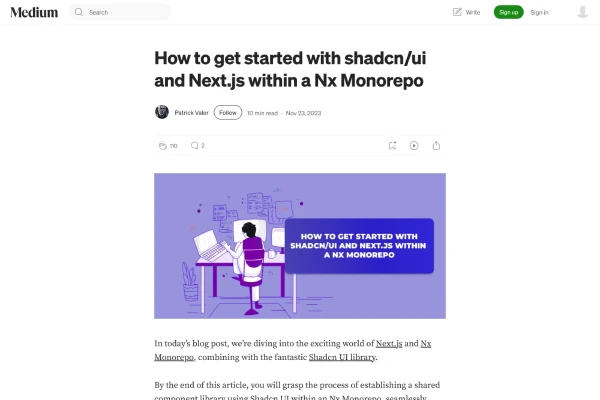 Medium
Search
Write
Sign up
Sign in
How to get started with shadcn/ui
and Next.js within a Nx Monorepo
Patrick Valer
Follow
10 min read · Nov 23, 2023
110
2
HOW TO GET STARTED WITH
SHADCN/UI AND NEXT.JS WITHIN
A NX MONOREPO
In today's blog post, we're diving into the exciting world of Next.js and Nx
Monorepo, combining with the fantastic Shadcn UI library.
By the end of this article, you will grasp the process of establishing a shared
component library using Shadcn UI within an Nx Monorepo, seamlessly